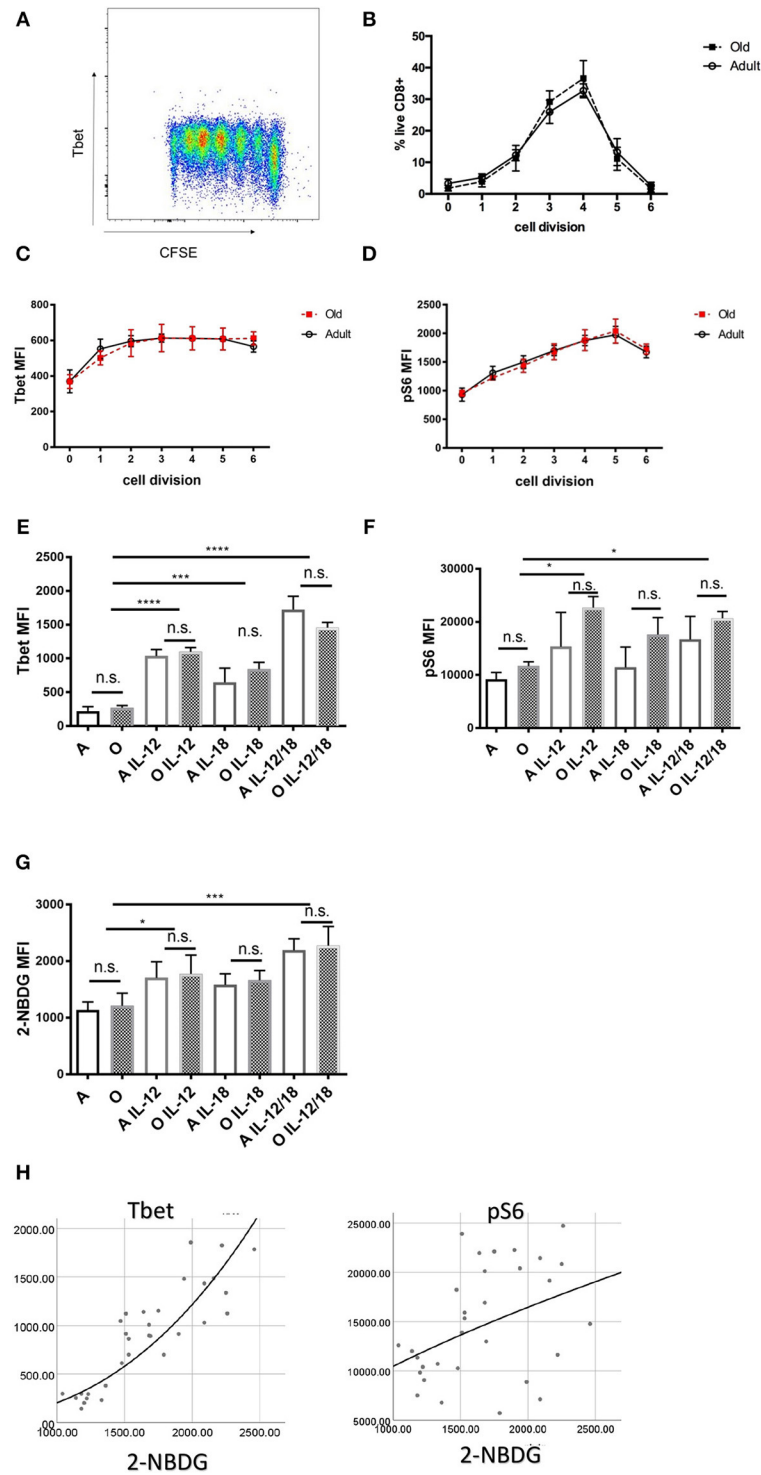 A
Tbet
CFSE
B
% live CD8+
50
40
30
20
10
0
0 1 2 3 4 5 6
cell division
Old
Adult
C
Tbet MFI
800
600
400
200
0
0 1 2 3 4 5 6
cell division
Old
Adult
D
pS6 MFI
2500
2000
1500
1000
500
0
0 1 2 3 4 5 6
cell division
Old
Adult
E
Tbet MFI
2500
2000
1500
1000
500
0
****
***
****
n.s.
n.s.
n.s.
n.s.
A
O
A IL-12
O IL-12
A IL-18
O IL-18
A IL-12/18
O IL-12/18
F
pS6 MFI
30000
20000
10000
0
*
*
n.s.
n.s.
n.s.
n.s.
A
O
A IL-12
O IL-12
A IL-18
O IL-18
A IL-12/18
O IL-12/18
G
2-NBDG MFI
3000
2000
1000
0
***
*
n.s.
n.s.
n.s.
n.s.
A
O
A IL-12
O IL-12
A IL-18
O IL-18
A IL-12/18
O IL-12/18
H
Tbet
2000.00
1500.00
1000.00
500.00
.00
1000.00 1500.00 2000.00 2500.00
2-NBDG
pS6
25000.00
20000.00
15000.00
10000.00
5000.00
1000.00 1500.00 2000.00 2500.00
2-NBDG